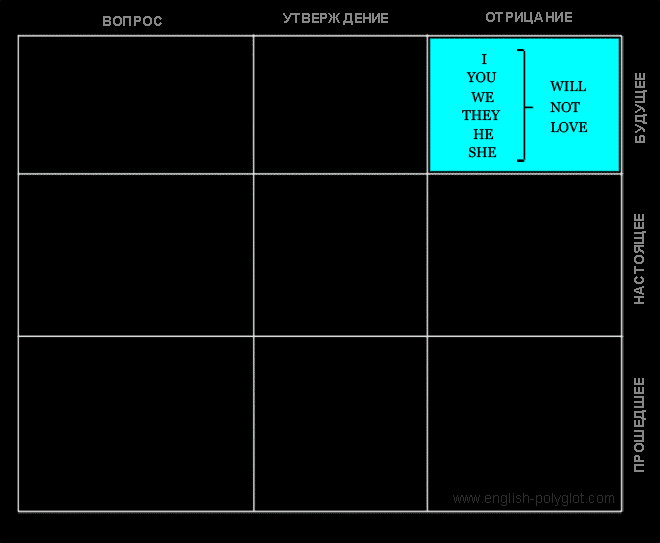 ВОПРОС
УТВЕРЖДЕНИЕ
ОТРИЦАНИЕ
I
YOU
WE
THEY
HE
SHE
WILL
NOT
LOVE
БУДУЩЕЕ
НАСТОЯЩЕЕ
ПРОШЕДШЕЕ
www.english-polyglot.com